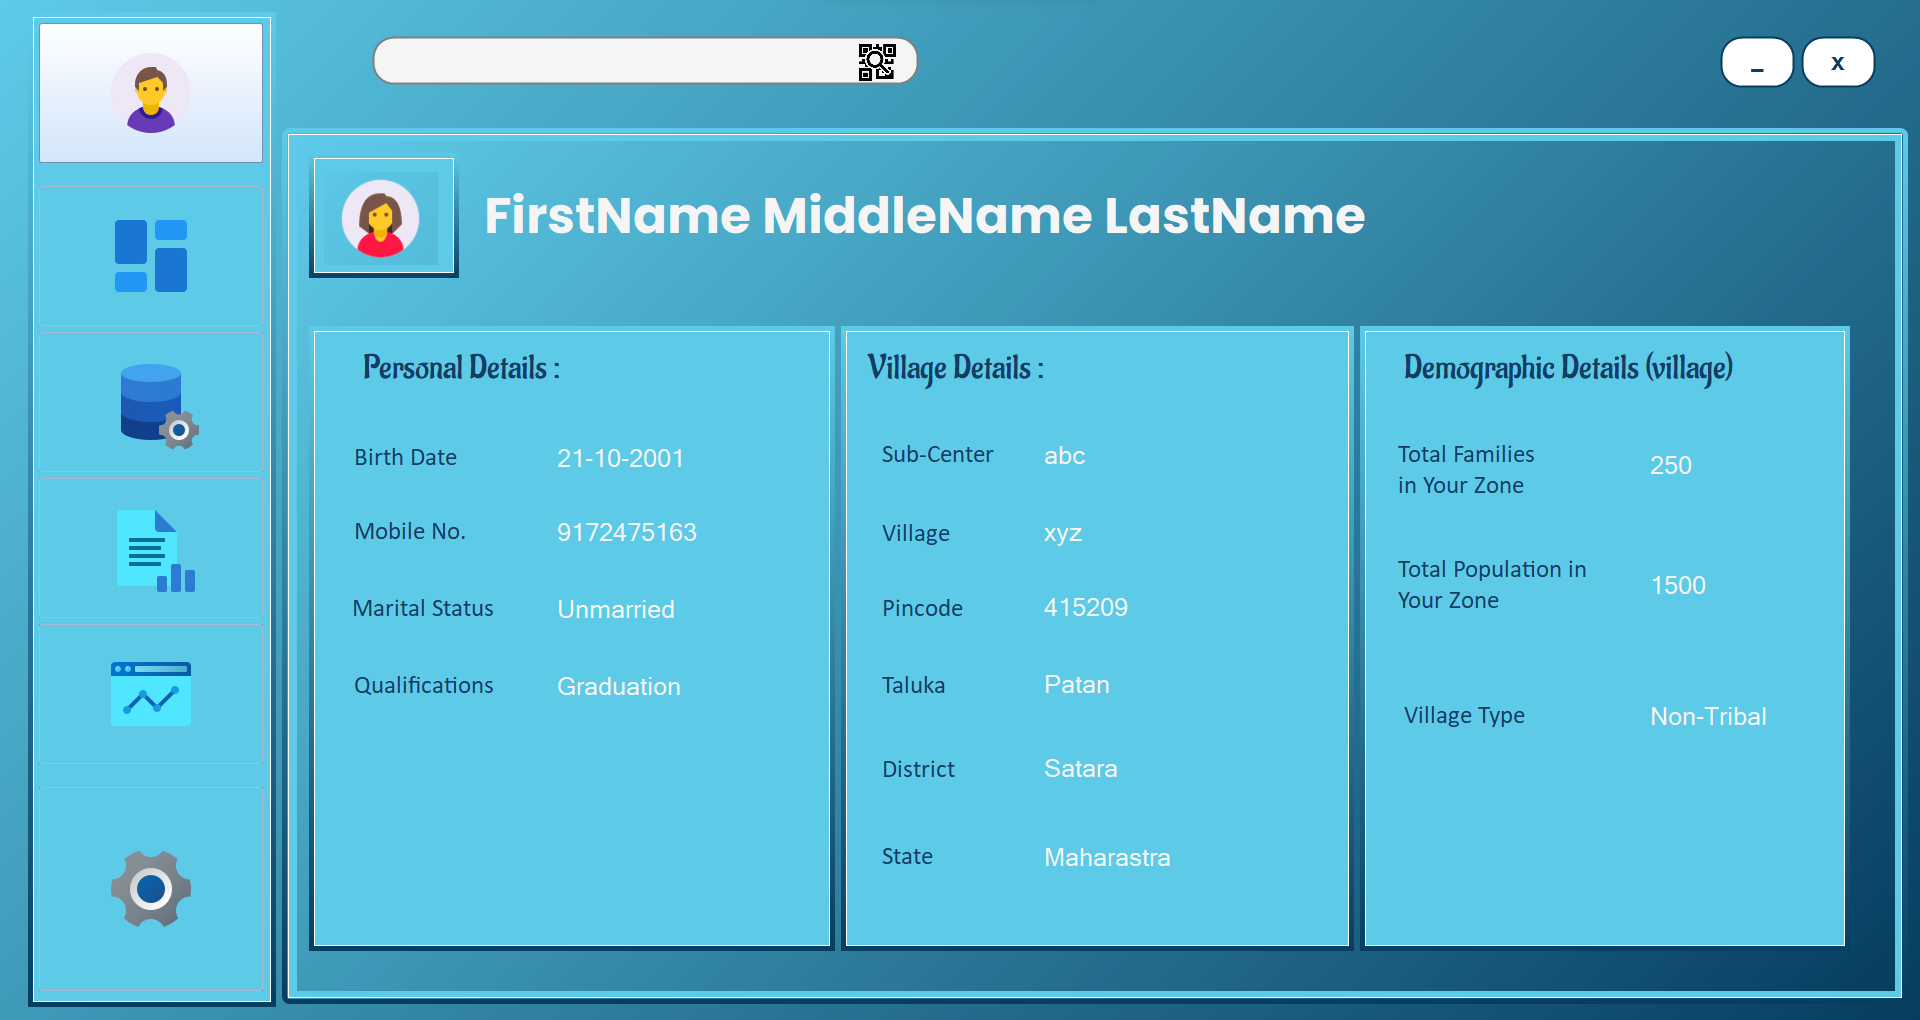 _ x
FirstName MiddleName LastName
Personal Details :
Birth Date 21-10-2001
Mobile No. 9172475163
Marital Status Unmarried
Qualifications Graduation
Village Details :
Sub-Center abc
Village xyz
Pincode 415209
Taluka Patan
District Satara
State Maharastra
Demographic Details (village)
Total Families
in Your Zone 250
Total Population in
Your Zone 1500
Village Type Non-Tribal